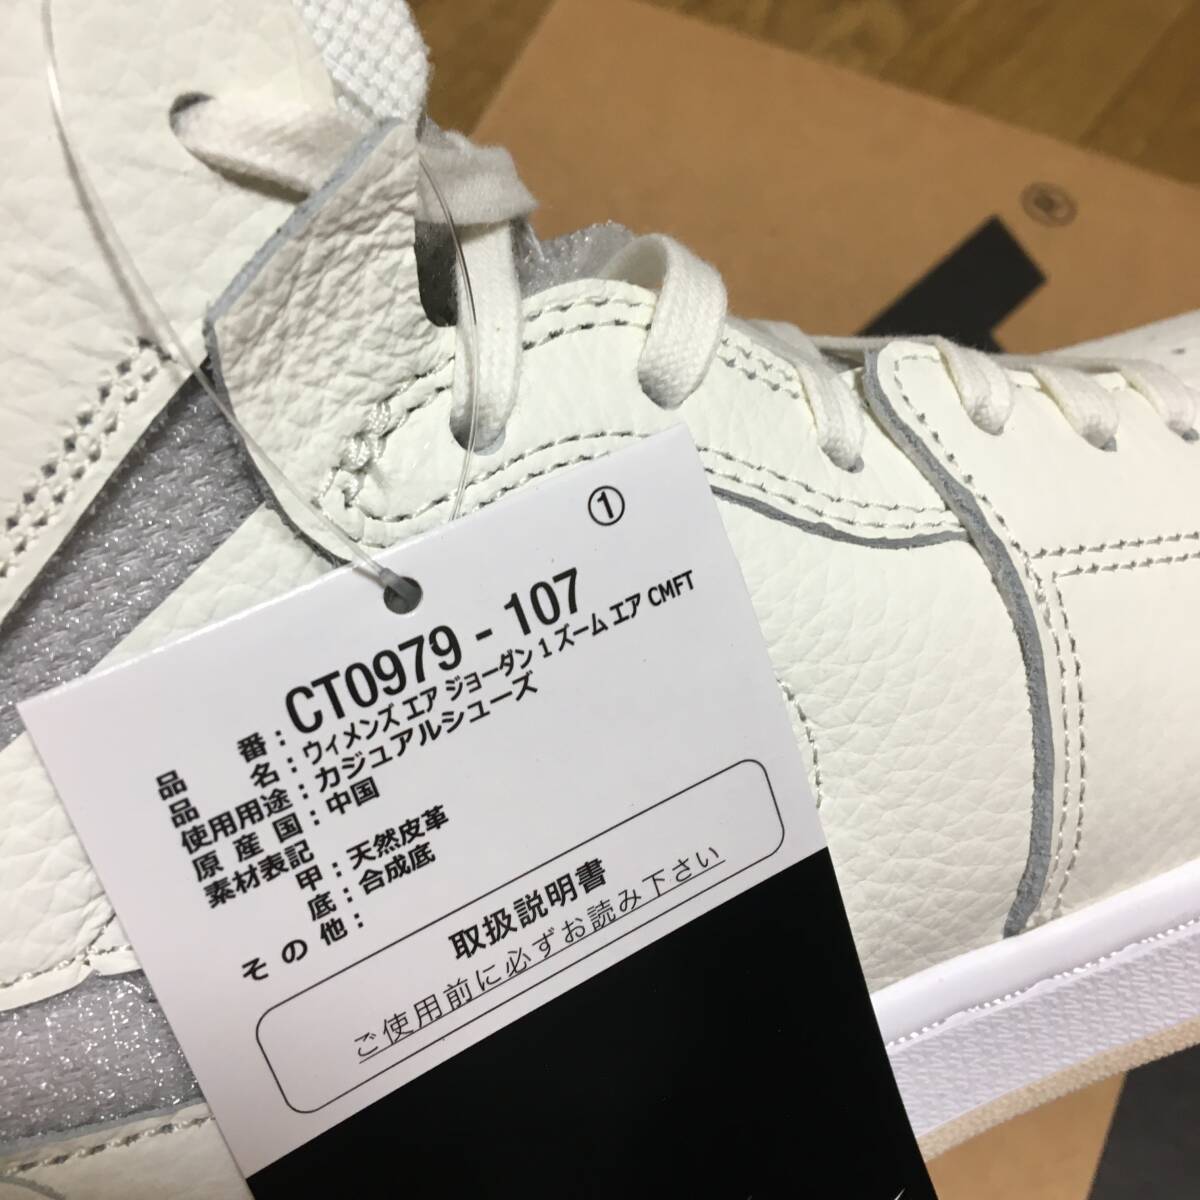 ①
品 番：CT0979 - 107
品 名：ウィメンズ エア ジョーダン 1 ズーム エア CMFT
使用用途：カジュアルシューズ
原 産 国：中国
素材表記
甲：天然皮革
底：合成底
そ の 他：
取扱説明書
ご使用前に必ずお読み下さい